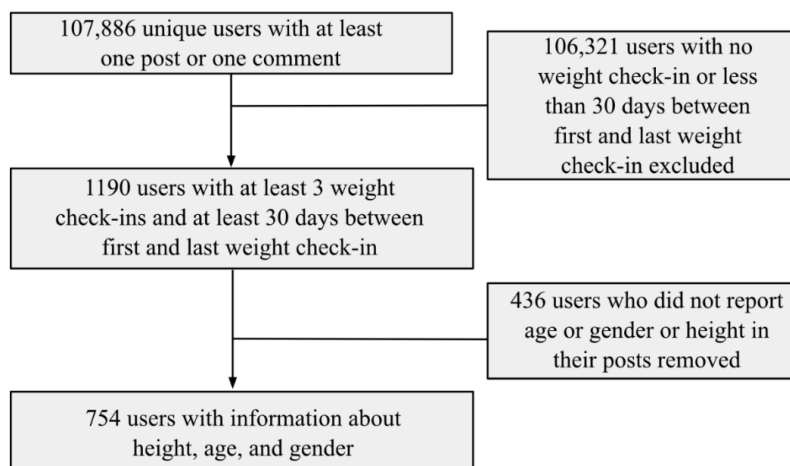 107,886 unique users with at least
one post or one comment
106,321 users with no
weight check-in or less
than 30 days between
first and last weight
check-in excluded
1190 users with at least 3 weight
check-ins and at least 30 days between
first and last weight check-in
436 users who did not report
age or gender or height in
their posts removed
754 users with information about
height, age, and gender